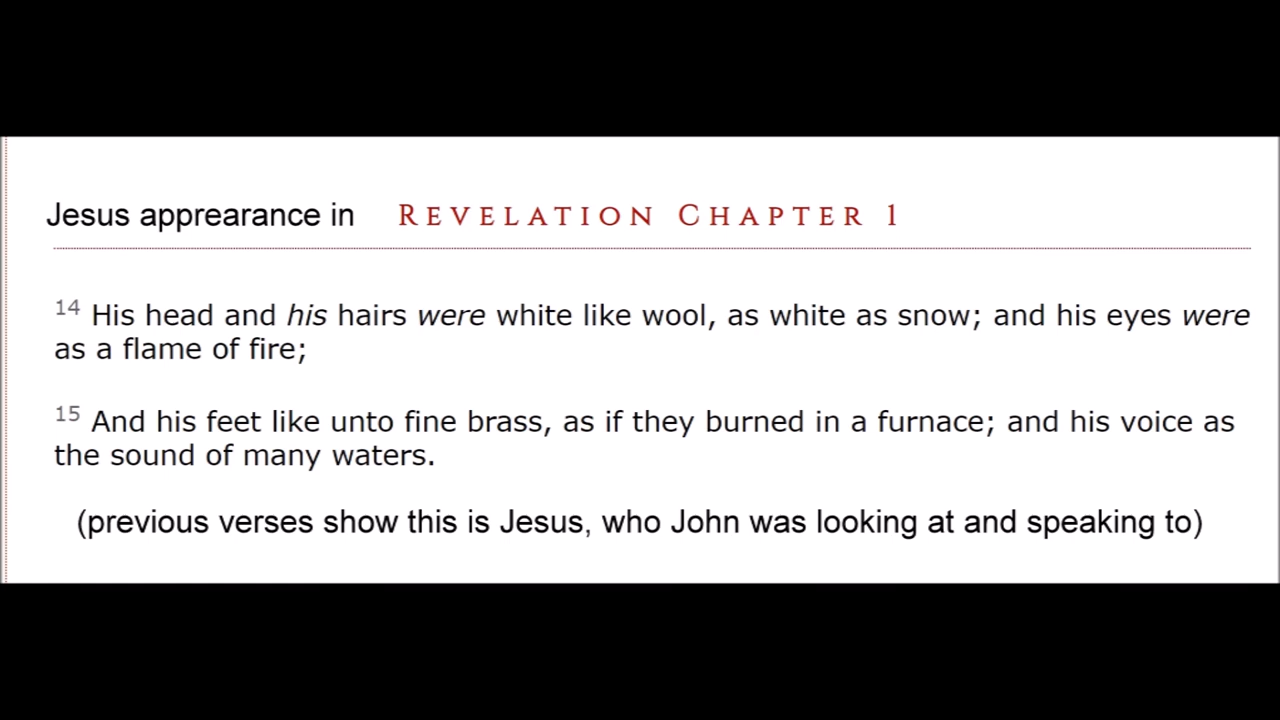 Jesus apprearance in REVELATION CHAPTER 1
14 His head and his hairs were white like wool, as white as snow; and his eyes were
as a flame of fire;
15 And his feet like unto fine brass, as if they burned in a furnace; and his voice as
the sound of many waters.
(previous verses show this is Jesus, who John was looking at and speaking to)